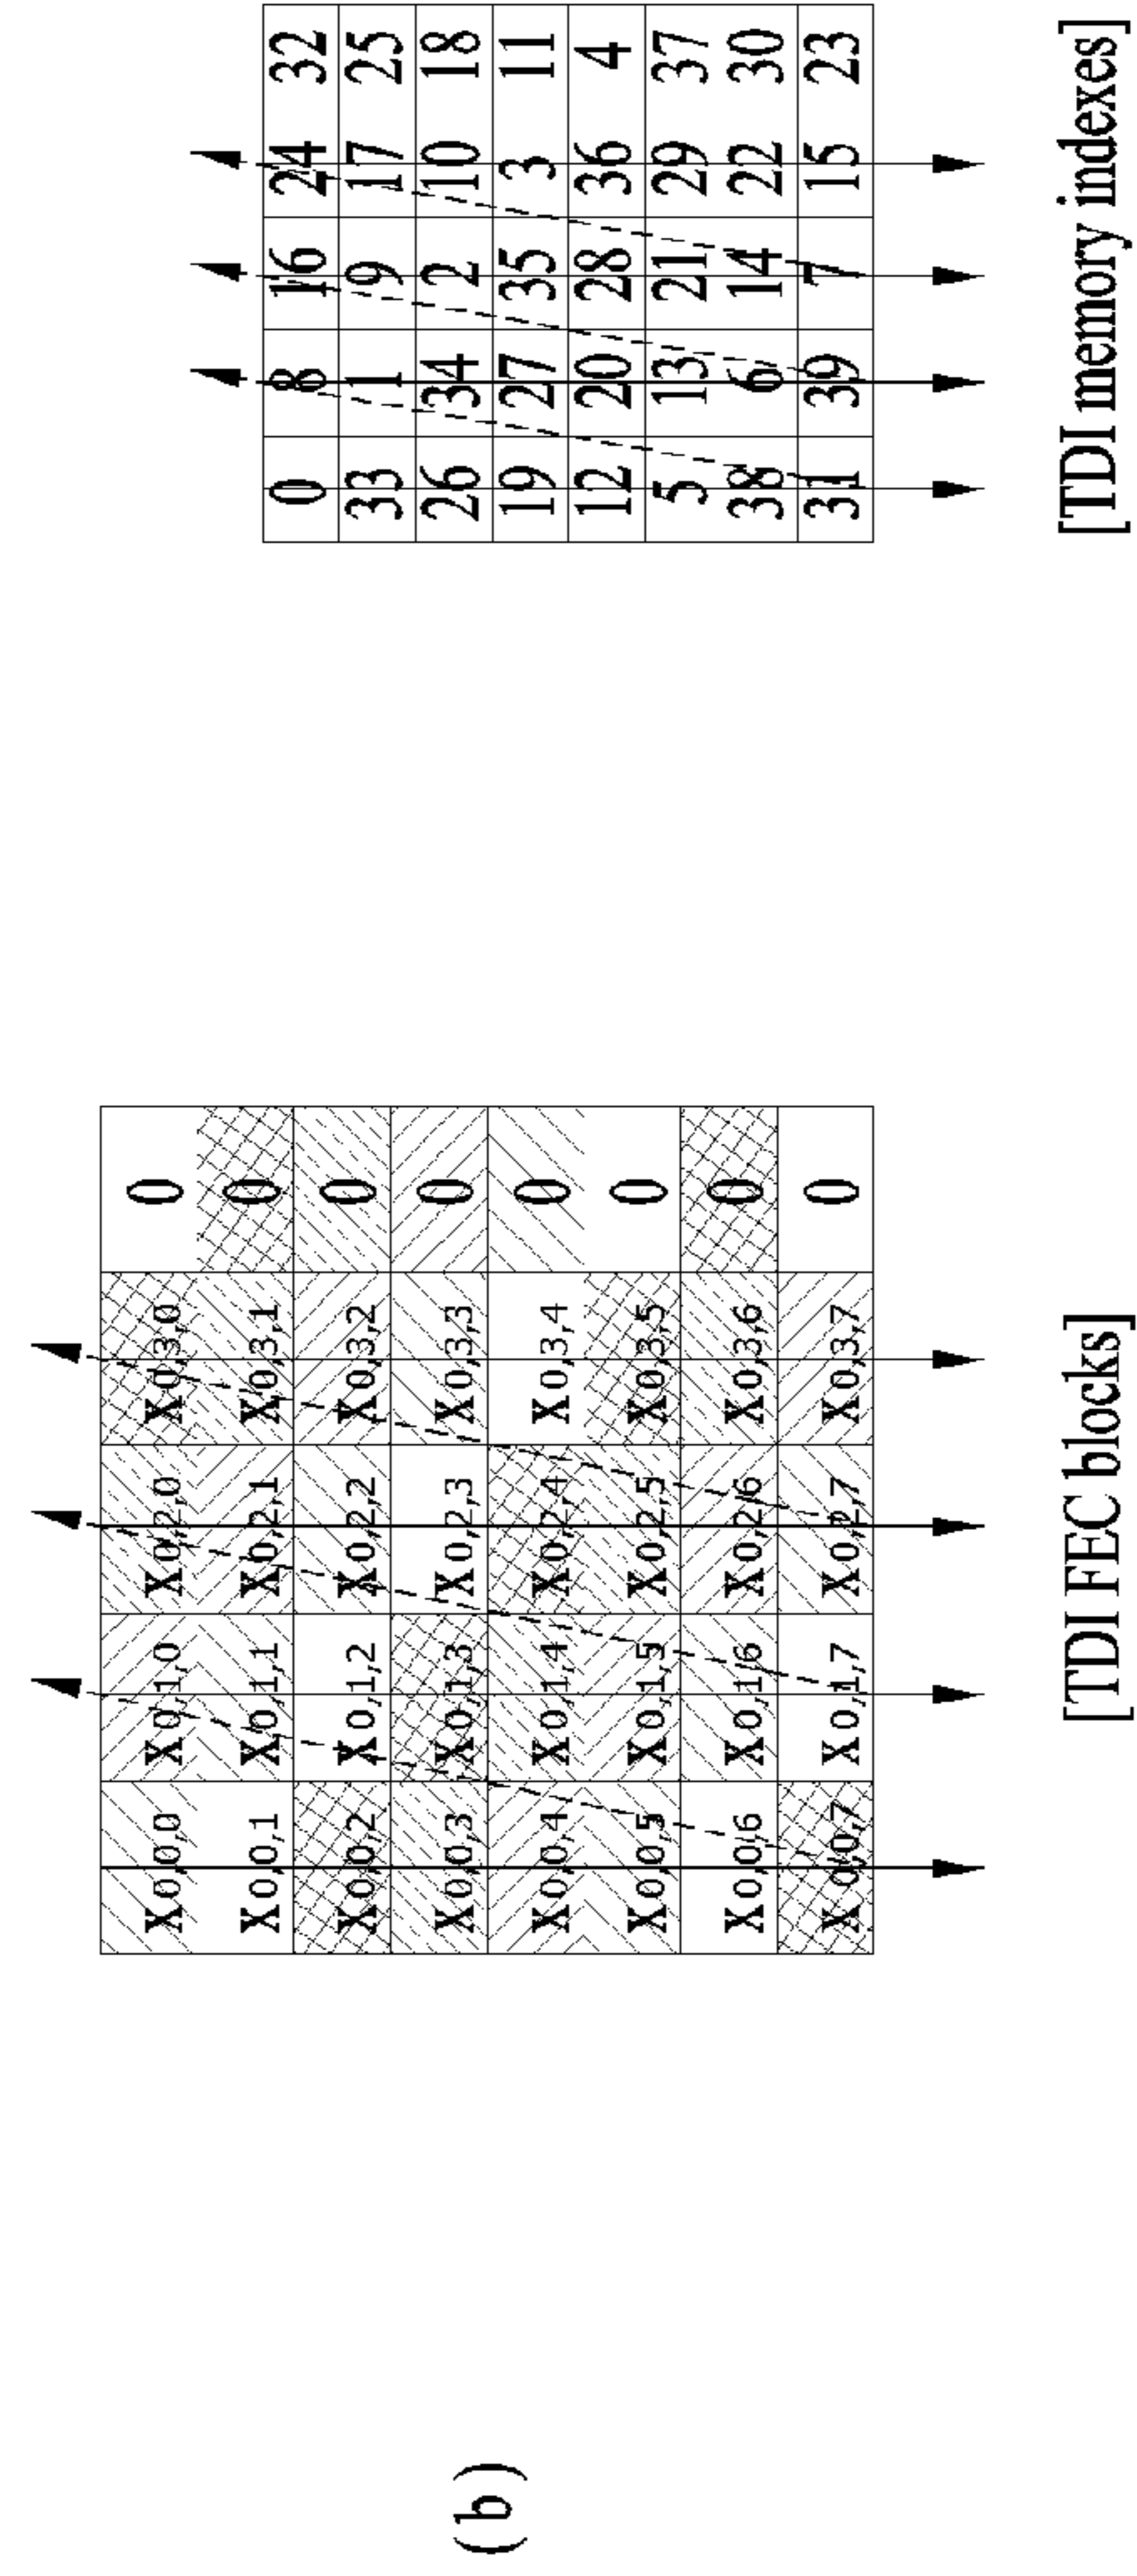 (b)
X0,0,0 X0,1,0 X0,2,0 X0,3,0 0
X0,0,1 X0,1,1 X0,2,1 X0,3,1 0
X0,0,2 X0,1,2 X0,2,2 X0,3,2 0
X0,0,3 X0,1,3 X0,2,3 X0,3,3 0
X0,0,4 X0,1,4 X0,2,4 X0,3,4 0
X0,0,5 X0,1,5 X0,2,5 X0,3,5 0
X0,0,6 X0,1,6 X0,2,6 X0,3,6 0
X0,0,7 X0,1,7 X0,2,7 X0,3,7 0
[TDI FEC blocks]
0 8 16 24 32
33 1 9 17 25
26 34 2 10 18
19 27 35 3 11
12 20 28 36 4
5 13 21 29 37
38 6 14 22 30
31 39 7 15 23
[TDI memory indexes]